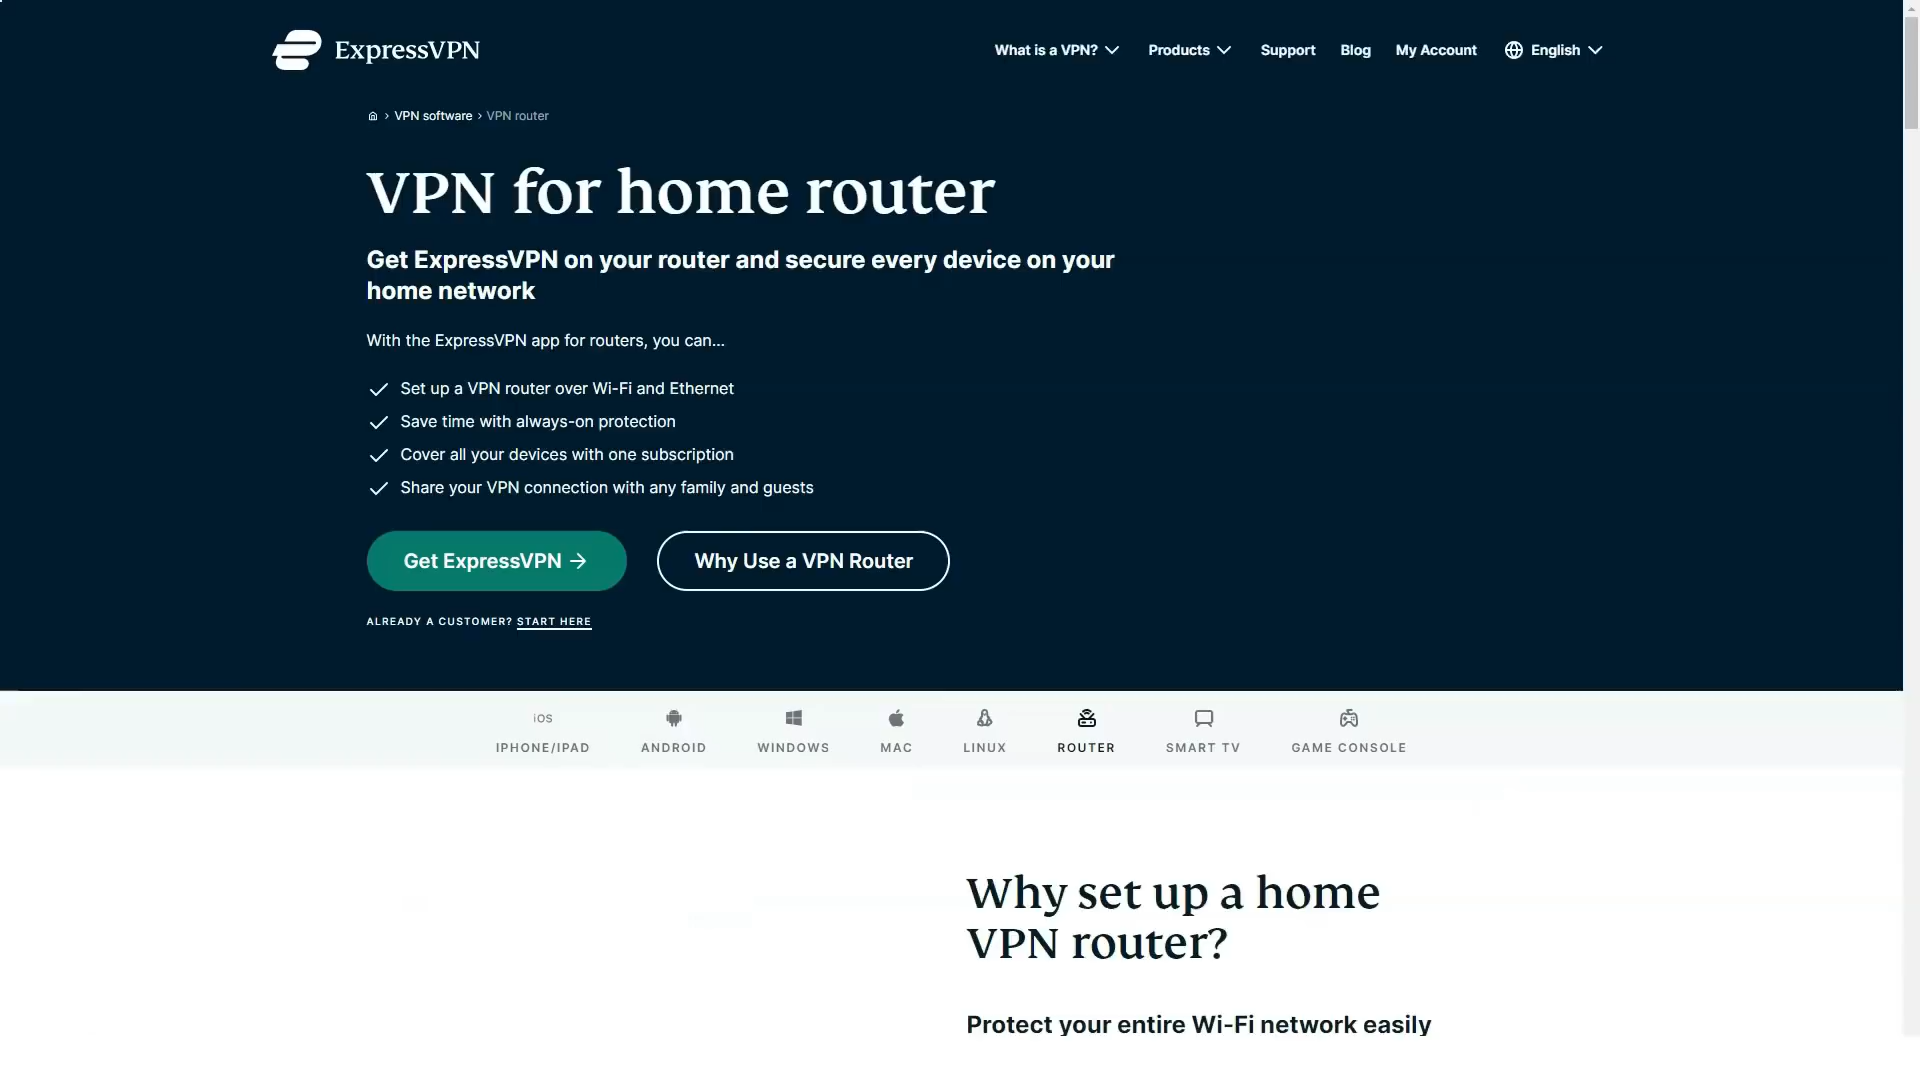 ExpressVPN
What is a VPN? Products Support Blog My Account English
› VPN software › VPN router
VPN for home router
Get ExpressVPN on your router and secure every device on your
home network
With the ExpressVPN app for routers, you can...
Set up a VPN router over Wi-Fi and Ethernet
Save time with always-on protection
Cover all your devices with one subscription
Share your VPN connection with any family and guests
Get ExpressVPN → Why Use a VPN Router
ALREADY A CUSTOMER? START HERE
iOS
IPHONE/IPAD ANDROID WINDOWS MAC LINUX ROUTER SMART TV GAME CONSOLE
Why set up a home
VPN router?
Protect your entire Wi-Fi network easily